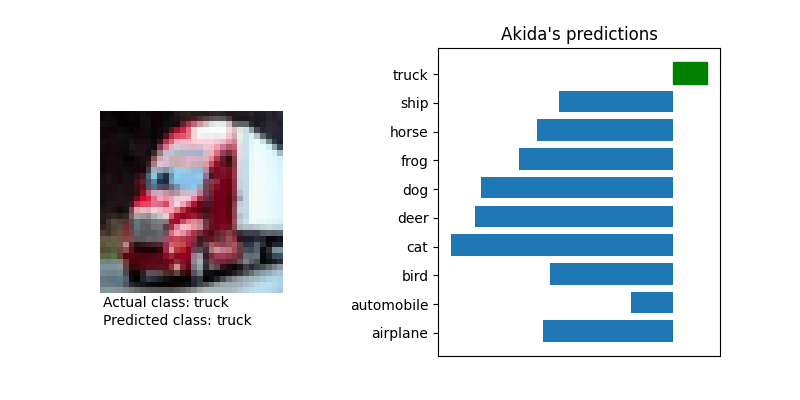 Akida's predictions
truck
ship
horse
frog
dog
deer
cat
bird
automobile
airplane
Actual class: truck
Predicted class: truck